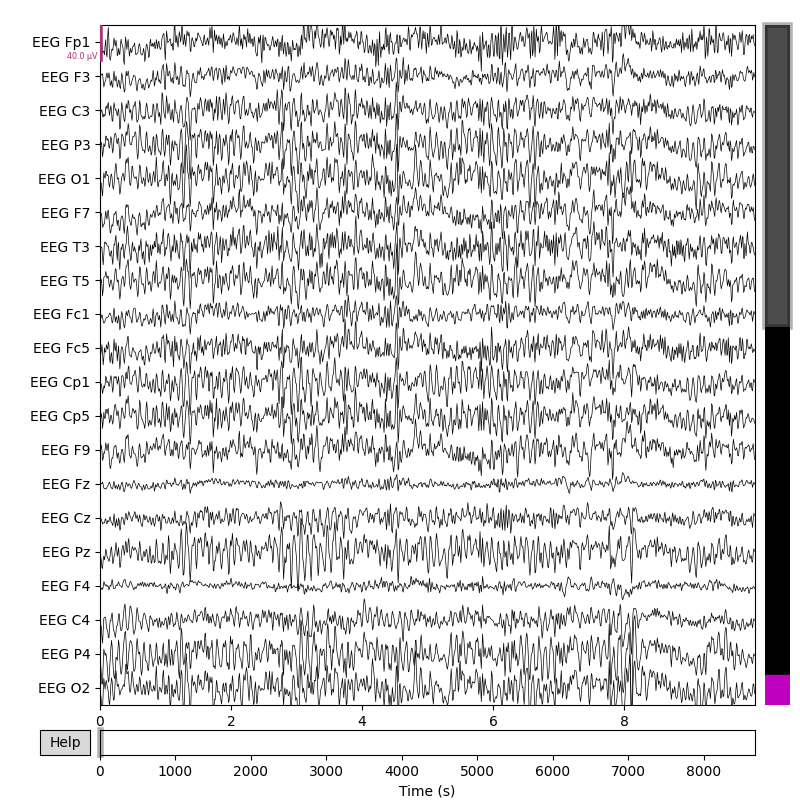 EEG Fp1
40.0 µV
EEG F3
EEG C3
EEG P3
EEG O1
EEG F7
EEG T3
EEG T5
EEG Fc1
EEG Fc5
EEG Cp1
EEG Cp5
EEG F9
EEG Fz
EEG Cz
EEG Pz
EEG F4
EEG C4
EEG P4
EEG O2
0 2 4 6 8
Help
0 1000 2000 3000 4000 5000 6000 7000 8000
Time (s)